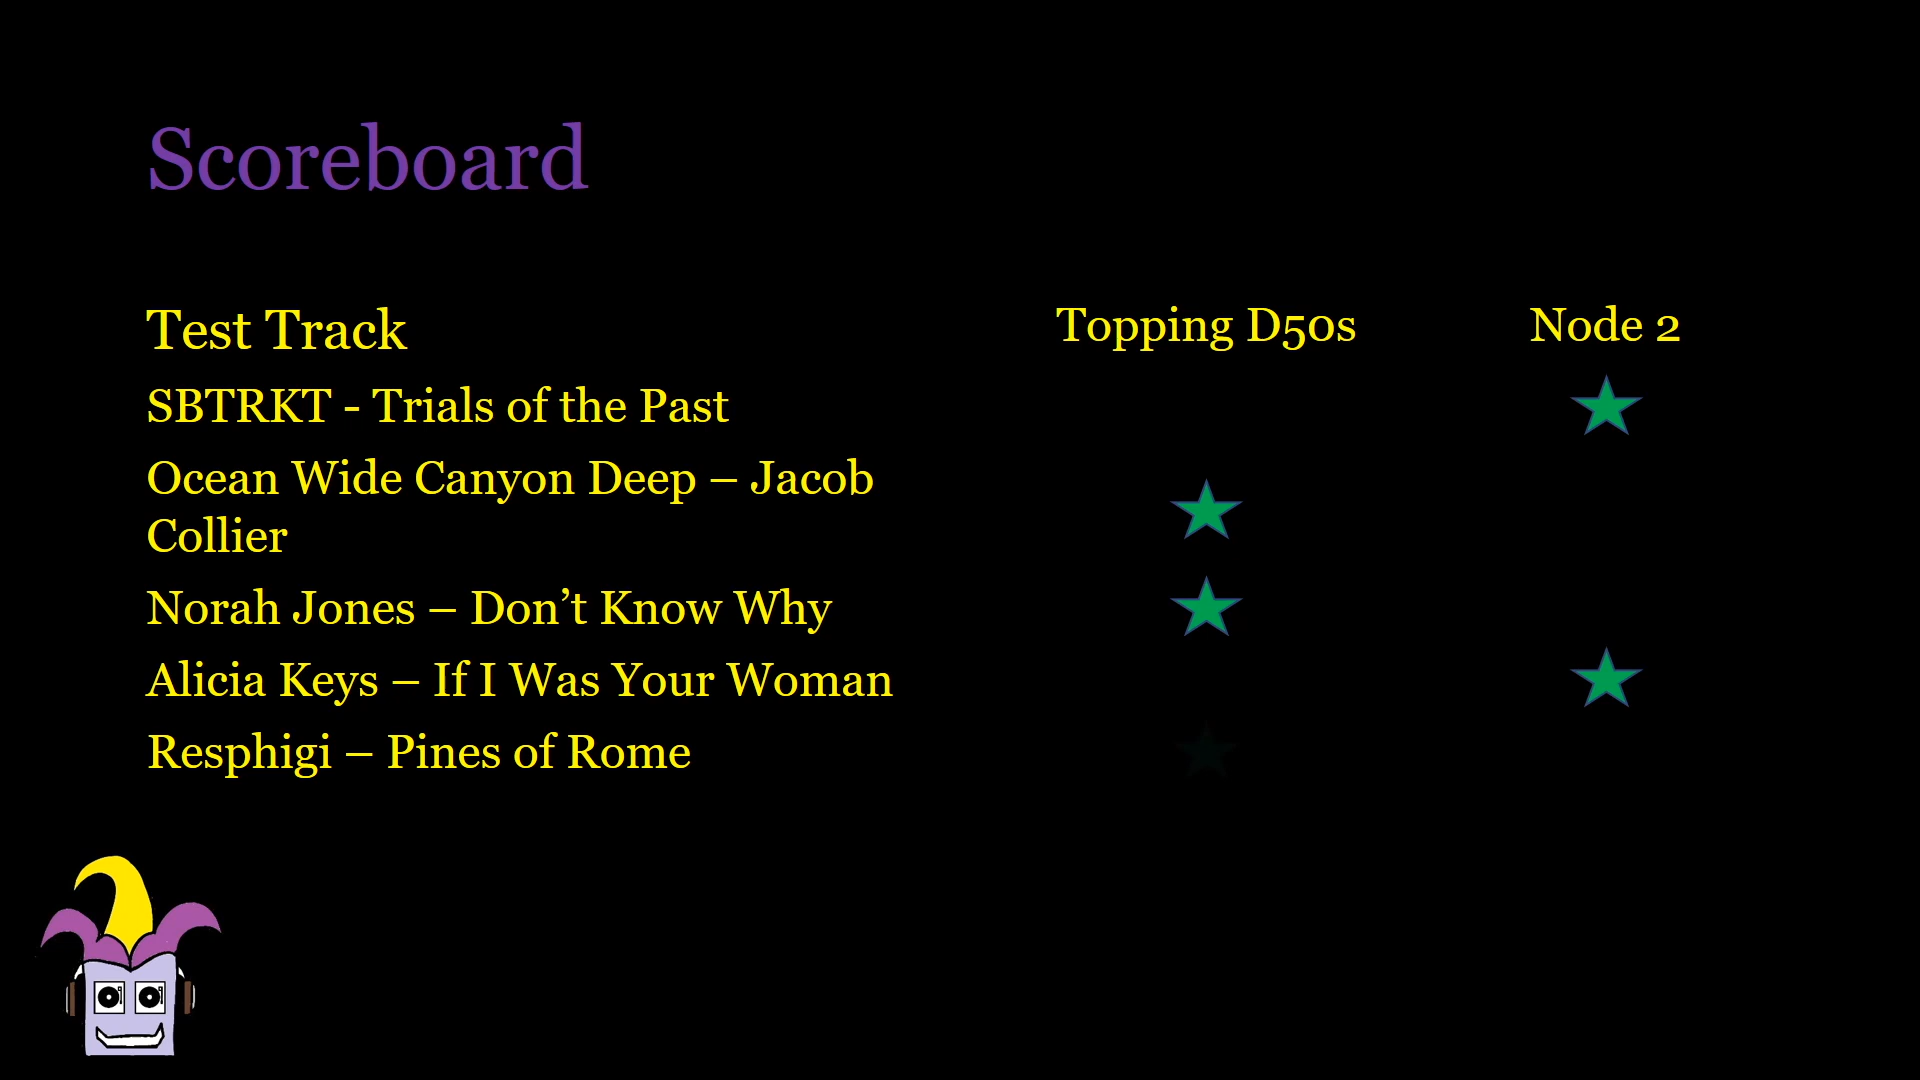 Scoreboard
Test Track
Topping D50s
Node 2
SBTRKT - Trials of the Past
Ocean Wide Canyon Deep – Jacob
Collier
Norah Jones – Don’t Know Why
Alicia Keys – If I Was Your Woman
Resphigi – Pines of Rome